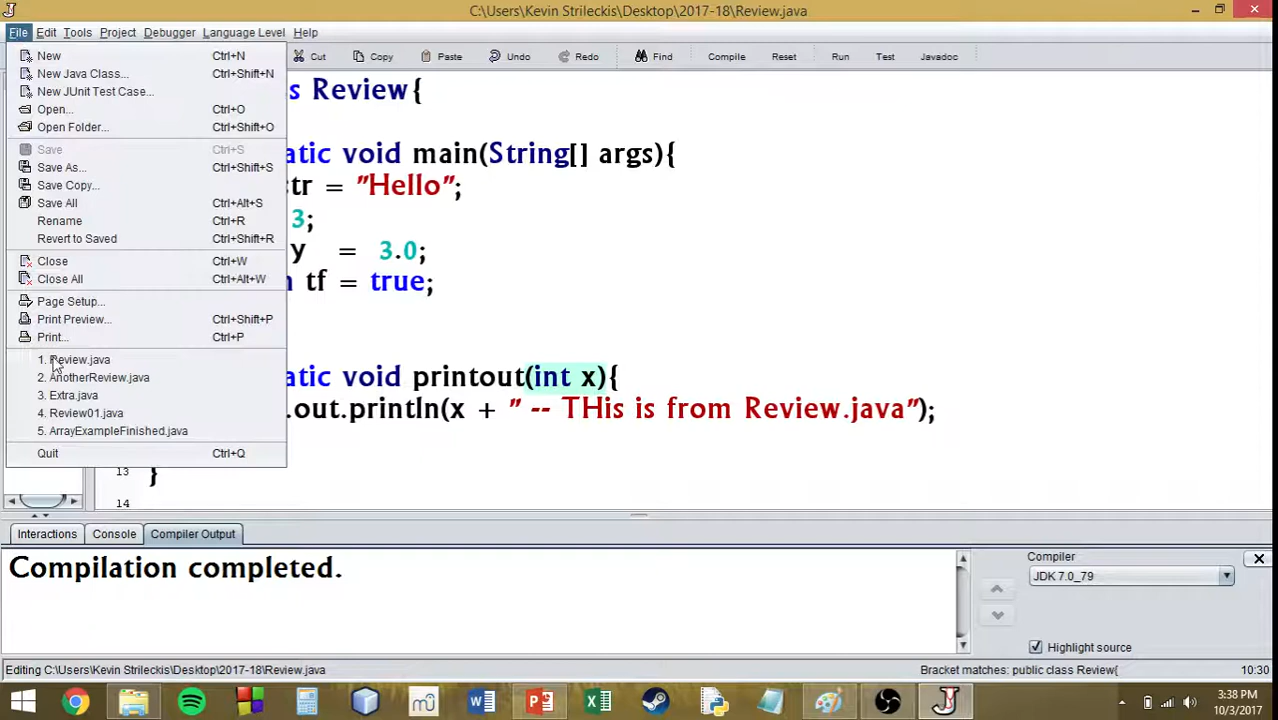 C:\Users\Kevin Strileckis\Desktop\2017-18\Review.java
File Edit Tools Project Debugger Language Level Help
Cut Copy Paste Undo Redo Find Compile Reset Run Test Javadoc
New Ctrl+N
New Java Class... Ctrl+Shift+N
New JUnit Test Case...
Open... Ctrl+O
Open Folder... Ctrl+Shift+O
Save Ctrl+S
Save As... Ctrl+Shift+S
Save Copy...
Save All Ctrl+Alt+S
Rename Ctrl+R
Revert to Saved Ctrl+Shift+R
Close Ctrl+W
Close All Ctrl+Alt+W
Page Setup...
Print Preview... Ctrl+Shift+P
Print... Ctrl+P
1. Review.java
2. AnotherReview.java
3. Extra.java
4. Review01.java
5. ArrayExampleFinished.java
Quit Ctrl+Q
s Review{
atic void main(String[] args){
tr = "Hello";
3;
y = 3.0;
n tf = true;
atic void printout(int x){
.out.println(x + " -- THis is from Review.java");
13 }
14
Interactions Console Compiler Output
Compilation completed.
Compiler
JDK 7.0_79
Highlight source
Editing C:\Users\Kevin Strileckis\Desktop\2017-18\Review.java
Bracket matches: public class Review{ 10:30
3:38 PM
10/3/2017